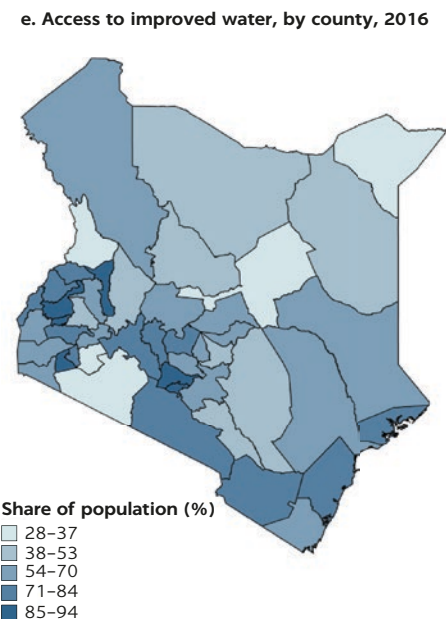 e. Access to improved water, by county, 2016
Share of population (%)
28–37
38–53
54–70
71–84
85–94